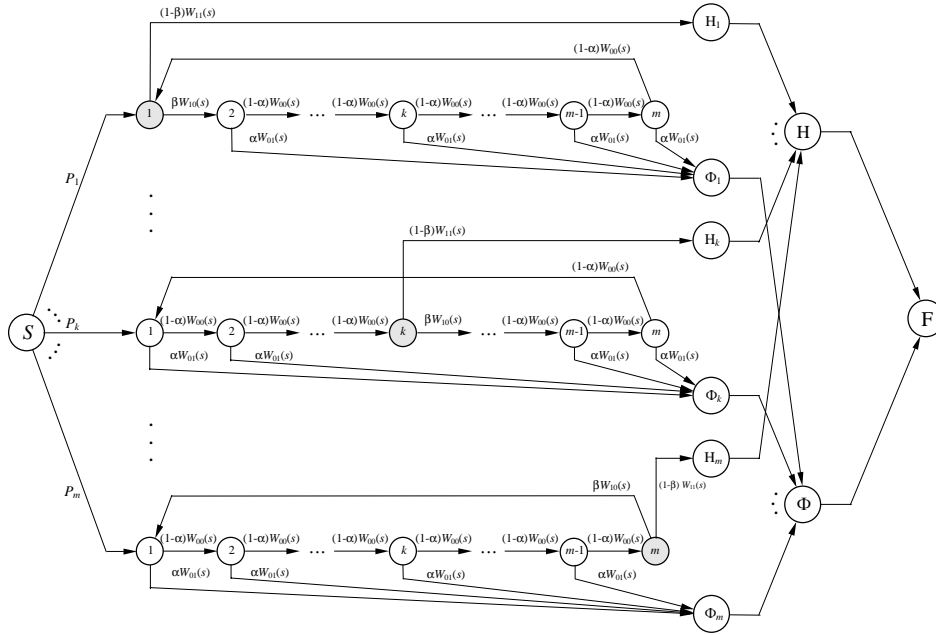 (1-β)W₁₁(s)
H₁
(1-α)W₀₀(s)
1 βW₁₀(s) 2 (1-α)W₀₀(s) ... (1-α)W₀₀(s) k (1-α)W₀₀(s) ... (1-α)W₀₀(s) m-1 (1-α)W₀₀(s) m
H
αW₀₁(s) αW₀₁(s) αW₀₁(s) αW₀₁(s)
P₁
Φ₁
(1-β)W₁₁(s)
Hₖ
(1-α)W₀₀(s)
S Pₖ 1 (1-α)W₀₀(s) 2 (1-α)W₀₀(s) ... (1-α)W₀₀(s) k βW₁₀(s) ... (1-α)W₀₀(s) m-1 (1-α)W₀₀(s) m
F
αW₀₁(s) αW₀₁(s) αW₀₁(s) αW₀₁(s)
Φₖ
Hₘ
Pₘ
βW₁₀(s)
(1-β) W₁₁(s)
Φ
1 (1-α)W₀₀(s) 2 (1-α)W₀₀(s) ... (1-α)W₀₀(s) k (1-α)W₀₀(s) ... (1-α)W₀₀(s) m-1 (1-α)W₀₀(s) m
αW₀₁(s) αW₀₁(s) αW₀₁(s) αW₀₁(s)
Φₘ